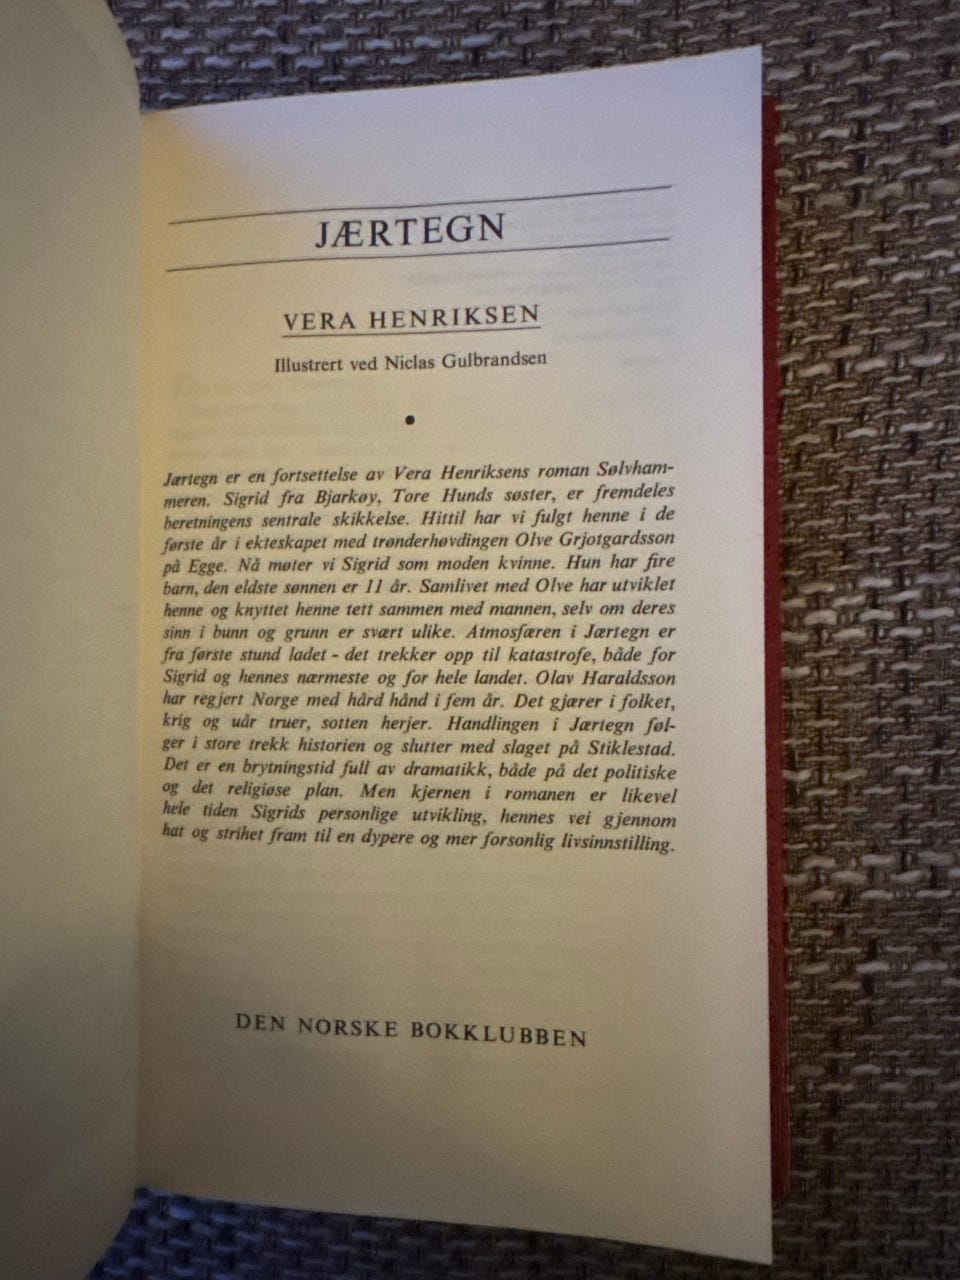 JÆRTEGN
VERA HENRIKSEN
Illustrert ved Niclas Gulbrandsen
•
Jærtegn er en fortsettelse av Vera Henriksens roman Sølvham-
meren. Sigrid fra Bjarkøy, Tore Hunds søster, er fremdeles
beretningens sentrale skikkelse. Hittil har vi fulgt henne i de
første år i ekteskapet med trønderhøvdingen Olve Grjotgardsson
på Egge. Nå møter vi Sigrid som moden kvinne. Hun har fire
barn, den eldste sønnen er 11 år. Samlivet med Olve har utviklet
henne og knyttet henne tett sammen med mannen, selv om deres
sinn i bunn og grunn er svært ulike. Atmosfæren i Jærtegn er
fra første stund ladet - det trekker opp til katastrofe, både for
Sigrid og hennes nærmeste og for hele landet. Olav Haraldsson
har regjert Norge med hård hånd i fem år. Det gjærer i folket,
krig og uår truer, sotten herjer. Handlingen i Jærtegn føl-
ger i store trekk historien og slutter med slaget på Stiklestad.
Det er en brytningstid full av dramatikk, både på det politiske
og det religiøse plan. Men kjernen i romanen er likevel
hele tiden Sigrids personlige utvikling, hennes vei gjennom
hat og strihet fram til en dypere og mer forsonlig livsinnstilling.
DEN NORSKE BOKKLUBBEN